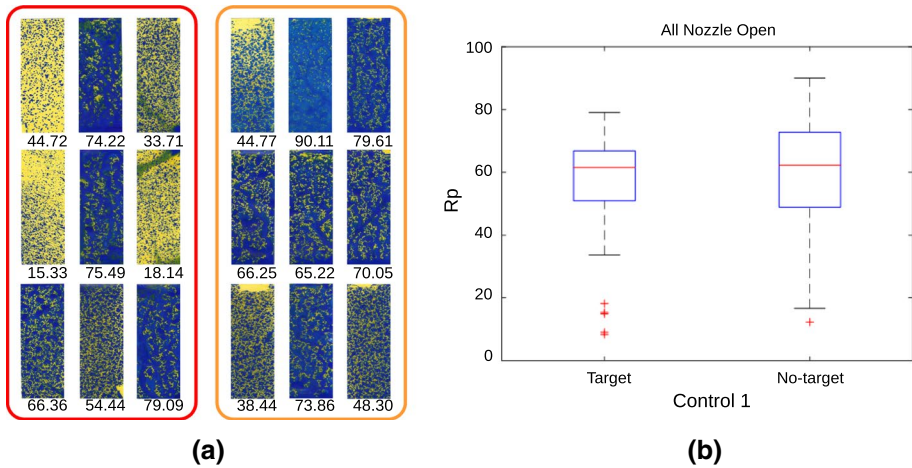 44.72 74.22 33.71
15.33 75.49 18.14
66.36 54.44 79.09
44.77 90.11 79.61
66.25 65.22 70.05
38.44 73.86 48.30
(a)
All Nozzle Open
100
80
60
40
20
0
Rp
Target No-target
Control 1
(b)